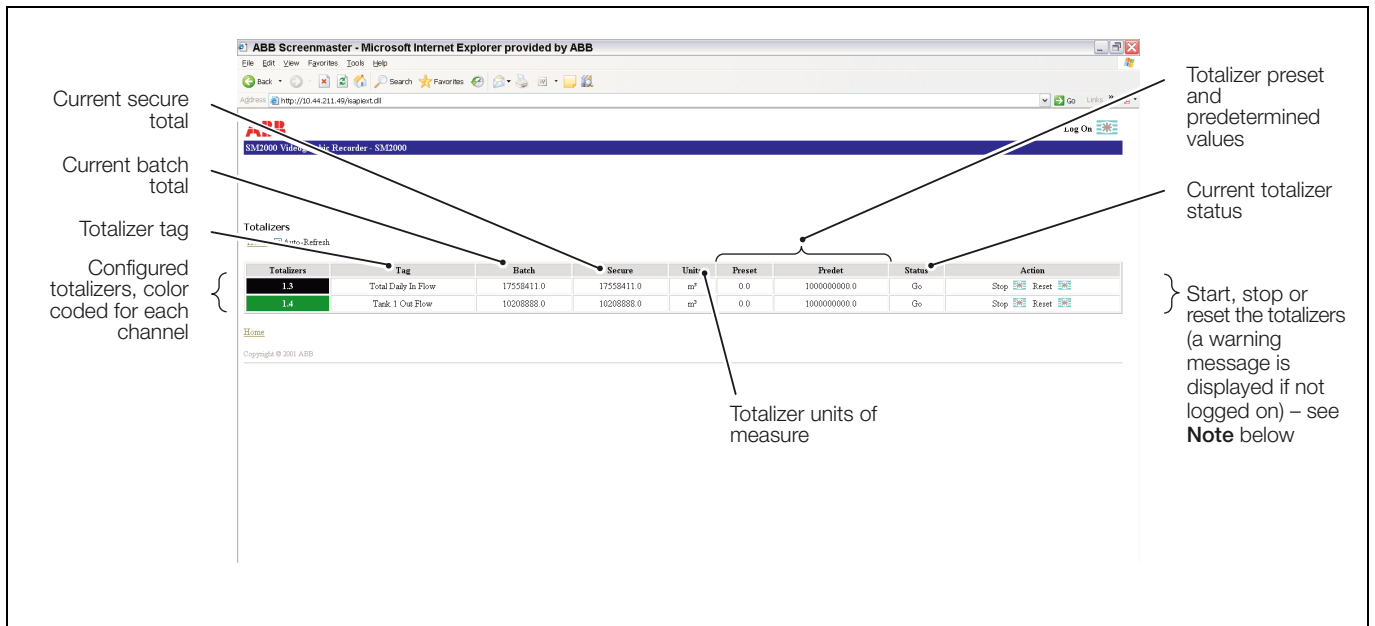 ABB Screenmaster - Microsoft Internet Explorer provided by ABB
File Edit View Favorites Tools Help
Back Search Favorites
Address http://10.44.211.49/isapiext.dll Go Links »
ABB Log On
SM2000 Videographic Recorder - SM2000
Totalizers
Auto-Refresh
Totalizers Tag Batch Secure Units Preset Predet Status Action
1.3 Total Daily In Flow 17558411.0 17558411.0 m³ 0.0 1000000000.0 Go Stop Reset
1.4 Tank 1 Out Flow 10208888.0 10208888.0 m³ 0.0 1000000000.0 Go Stop Reset
Home
Copyright © 2001 ABB
Current secure
total
Current batch
total
Totalizer tag
Configured
totalizers, color
coded for each
channel
Totalizer units of
measure
Totalizer preset
and
predetermined
values
Current totalizer
status
Start, stop or
reset the totalizers
(a warning
message is
displayed if not
logged on) – see
Note below